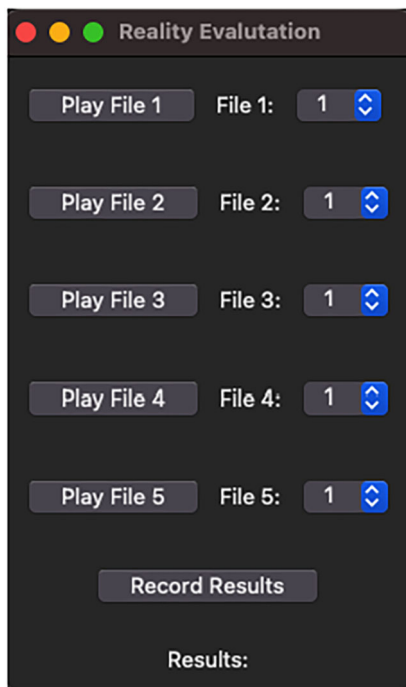 Reality Evalutation
Play File 1 File 1: 1
Play File 2 File 2: 1
Play File 3 File 3: 1
Play File 4 File 4: 1
Play File 5 File 5: 1
Record Results
Results: